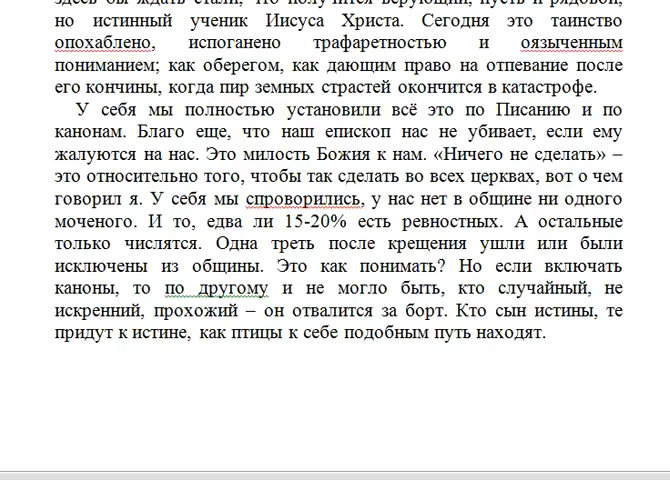 но истинный ученик Иисуса Христа. Сегодня это таинство
опохаблено, испоганено трафаретностью и оязыченным
пониманием; как оберегом, как дающим право на отпевание после
его кончины, когда пир земных страстей окончится в катастрофе.
У себя мы полностью установили всё это по Писанию и по
канонам. Благо еще, что наш епископ нас не убивает, если ему
жалуются на нас. Это милость Божия к нам. «Ничего не сделать» –
это относительно того, чтобы так сделать во всех церквах, вот о чем
говорил я. У себя мы спроворились, у нас нет в общине ни одного
моченого. И то, едва ли 15-20% есть ревностных. А остальные
только числятся. Одна треть после крещения ушли или были
исключены из общины. Это как понимать? Но если включать
каноны, то по другому и не могло быть, кто случайный, не
искренний, прохожий – он отвалится за борт. Кто сын истины, те
придут к истине, как птицы к себе подобным путь находят.